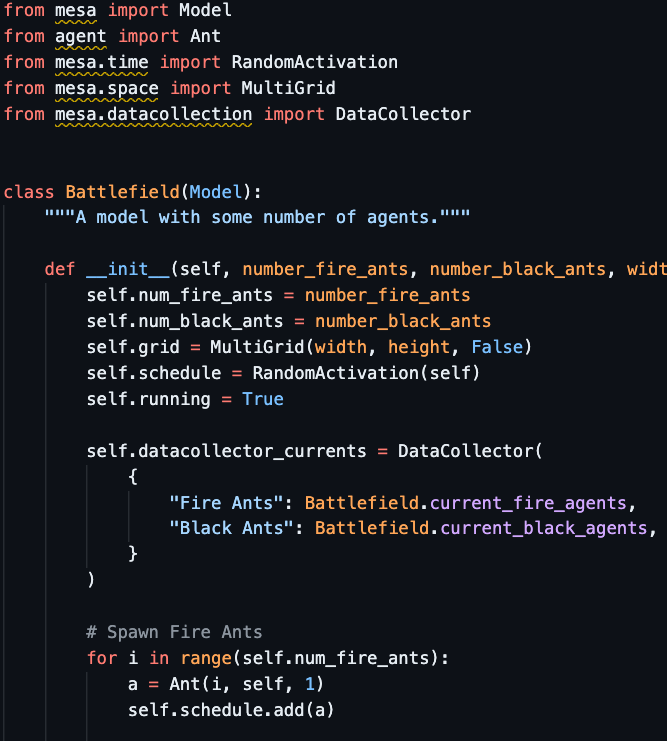 from mesa import Model
from agent import Ant
from mesa.time import RandomActivation
from mesa.space import MultiGrid
from mesa.datacollection import DataCollector
class Battlefield(Model):
"""A model with some number of agents."""
def __init__(self, number_fire_ants, number_black_ants, widt
self.num_fire_ants = number_fire_ants
self.num_black_ants = number_black_ants
self.grid = MultiGrid(width, height, False)
self.schedule = RandomActivation(self)
self.running = True
self.datacollector_currents = DataCollector(
{
"Fire Ants": Battlefield.current_fire_agents,
"Black Ants": Battlefield.current_black_agents,
}
)
# Spawn Fire Ants
for i in range(self.num_fire_ants):
a = Ant(i, self, 1)
self.schedule.add(a)